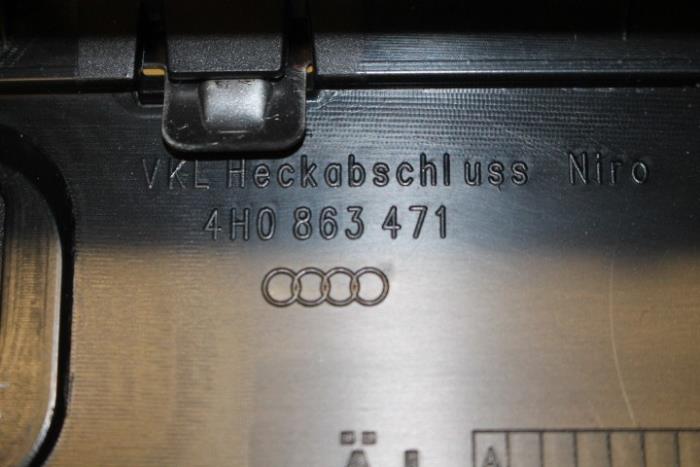 VKL Heckabschluss Niro
4H0 863 471
A